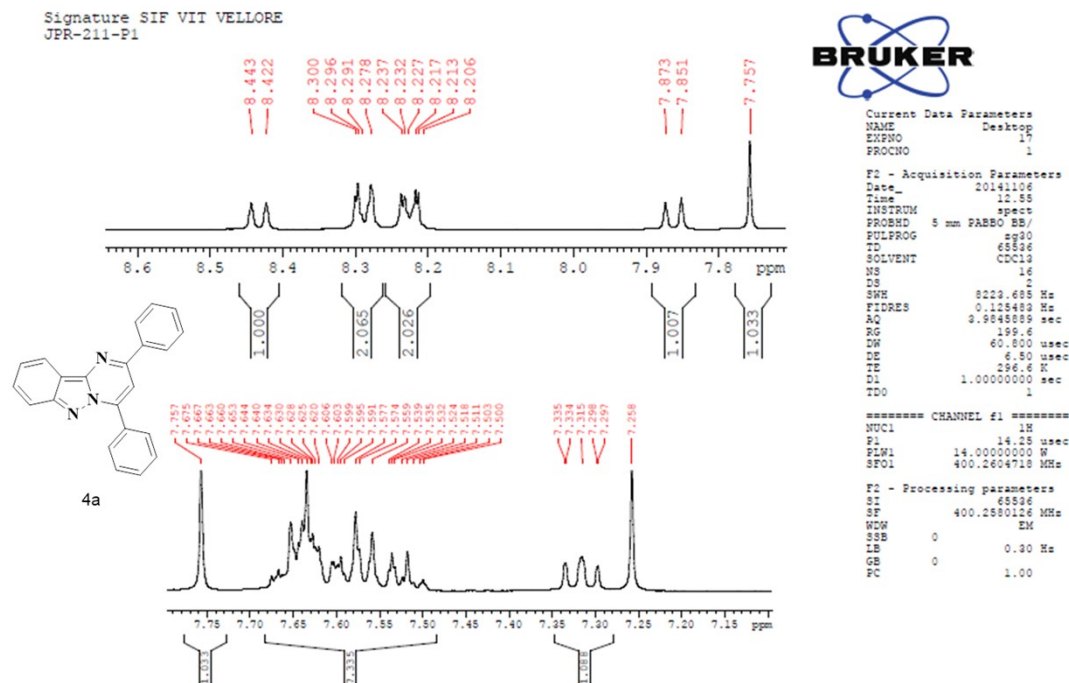 Signature SIF VIT VELLORE
JPR-211-P1
8.443
8.422
8.300
8.296
8.291
8.278
8.237
8.232
8.227
8.217
8.213
8.206
7.873
7.851
7.757
8.6 8.5 8.4 8.3 8.2 8.1 8.0 7.9 7.8 ppm
1.000
2.065
2.026
1.007
1.033
N
N
N
4a
7.757
7.675
7.667
7.663
7.660
7.653
7.644
7.640
7.634
7.630
7.628
7.625
7.620
7.606
7.603
7.599
7.595
7.591
7.577
7.574
7.559
7.539
7.535
7.532
7.524
7.518
7.511
7.503
7.500
7.335
7.334
7.315
7.298
7.297
7.258
7.75 7.70 7.65 7.60 7.55 7.50 7.45 7.40 7.35 7.30 7.25 7.20 7.15 ppm
1.033
7.335
1.088
BRUKER
Current Data Parameters
NAME Desktop
EXPNO 17
PROCNO 1
F2 - Acquisition Parameters
Date_ 20141106
Time 12.55
INSTRUM spect
PROBHD 5 mm PABBO BB/
PULPROG zg30
TD 65536
SOLVENT CDCl3
NS 16
DS 2
SWH 8223.685 Hz
FIDRES 0.125483 Hz
AQ 3.9845889 sec
RG 199.6
DW 60.800 usec
DE 6.50 usec
TE 296.6 K
D1 1.00000000 sec
TD0 1
======== CHANNEL f1 ========
NUC1 1H
P1 14.25 usec
PLW1 14.00000000 W
SFO1 400.2604718 MHz
F2 - Processing parameters
SI 65536
SF 400.2580126 MHz
WDW EM
SSB 0
LB 0.30 Hz
GB 0
PC 1.00